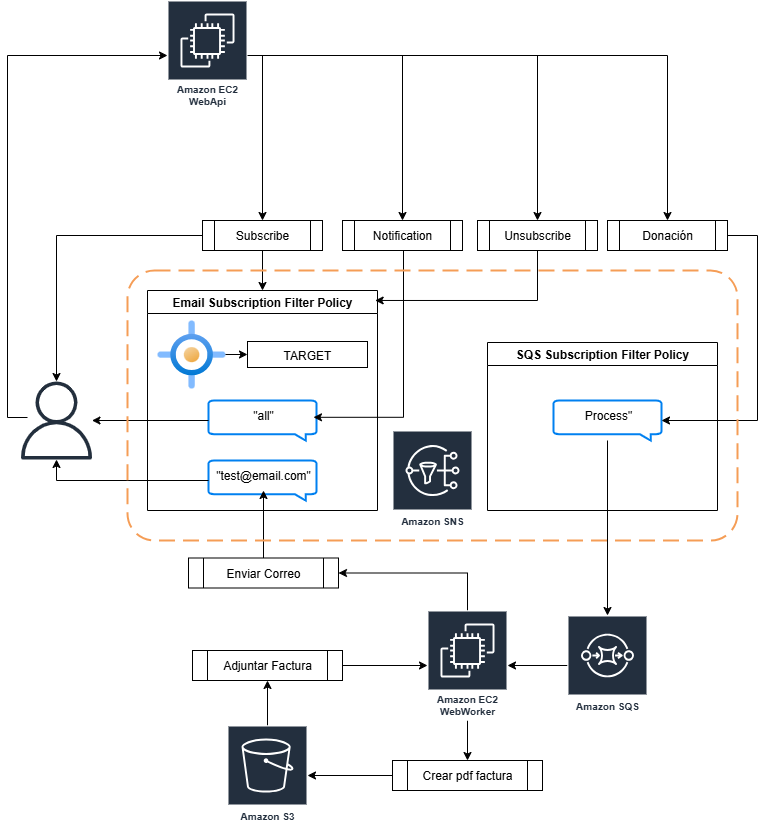 Amazon EC2
WebApi
Subscribe
Notification
Unsubscribe
Donación
Email Subscription Filter Policy
TARGET
SQS Subscription Filter Policy
"all"
Process"
"test@email.com"
Amazon SNS
Enviar Correo
Adjuntar Factura
Amazon EC2
WebWorker
Amazon SQS
Crear pdf factura
Amazon S3